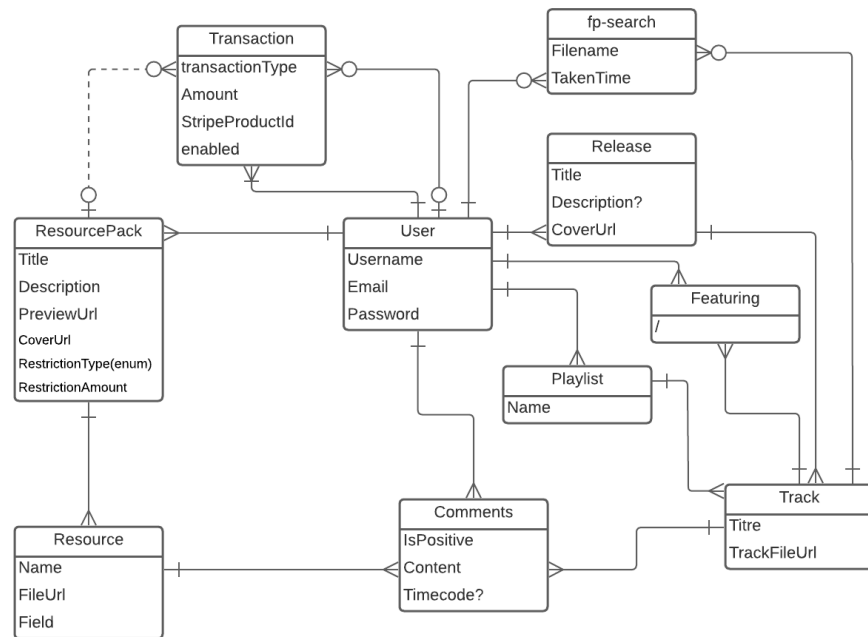 Transaction
transactionType
Amount
StripeProductId
enabled
fp-search
Filename
TakenTime
Release
Title
Description?
CoverUrl
ResourcePack
Title
Description
PreviewUrl
CoverUrl
RestrictionType(enum)
RestrictionAmount
User
Username
Email
Password
Featuring
/
Playlist
Name
Track
Titre
TrackFileUrl
Comments
IsPositive
Content
Timecode?
Resource
Name
FileUrl
Field